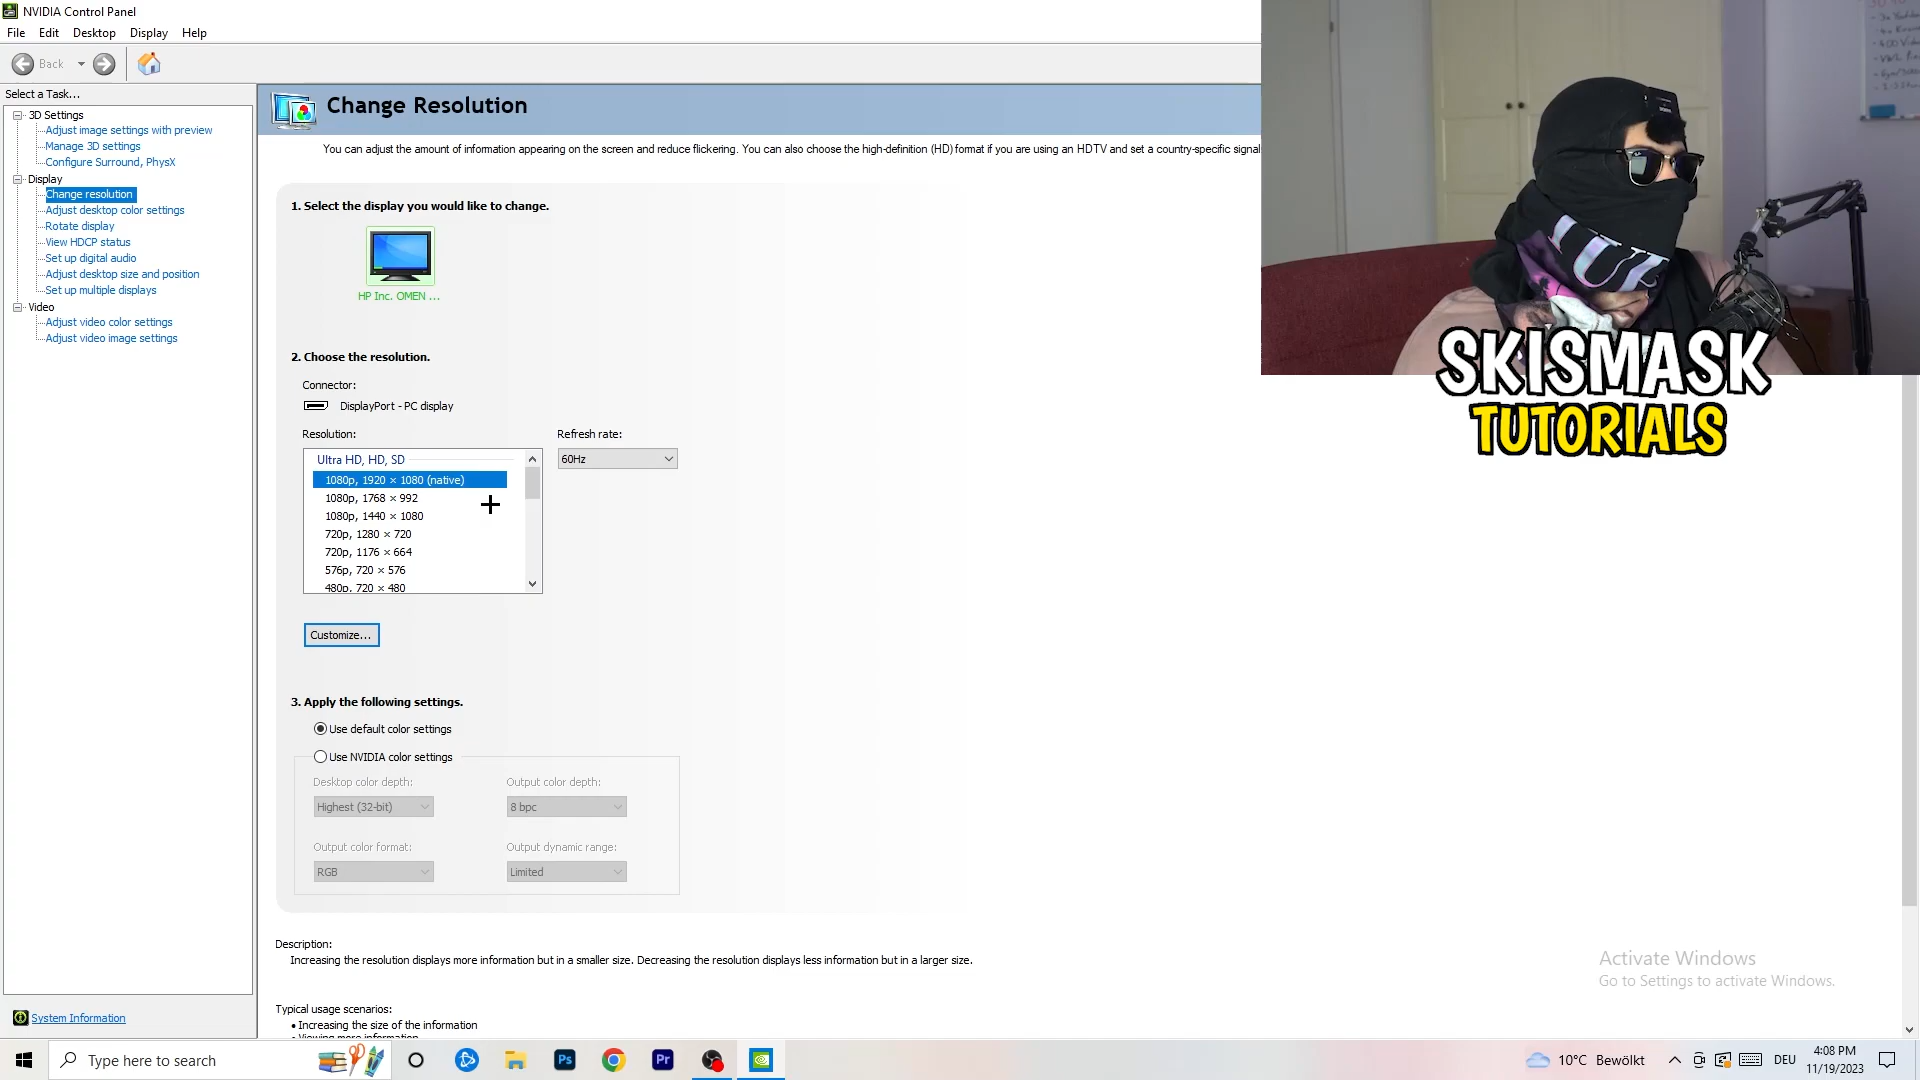 NVIDIA Control Panel
File Edit Desktop Display Help
Back
Select a Task...
3D Settings
Adjust image settings with preview
Manage 3D settings
Configure Surround, PhysX
Display
Change resolution
Adjust desktop color settings
Rotate display
View HDCP status
Set up digital audio
Adjust desktop size and position
Set up multiple displays
Video
Adjust video color settings
Adjust video image settings
System Information
Change Resolution
You can adjust the amount of information appearing on the screen and reduce flickering. You can also choose the high-definition (HD) format if you are using an HDTV and set a country-specific signal
1. Select the display you would like to change.
HP Inc. OMEN ...
2. Choose the resolution.
Connector:
DisplayPort - PC display
Resolution:
Refresh rate:
Ultra HD, HD, SD
60Hz
1080p, 1920 × 1080 (native)
1080p, 1768 × 992
1080p, 1440 × 1080
720p, 1280 × 720
720p, 1176 × 664
576p, 720 × 576
480p, 720 × 480
Customize...
3. Apply the following settings.
Use default color settings
Use NVIDIA color settings
Desktop color depth:
Output color depth:
Highest (32-bit)
8 bpc
Output color format:
Output dynamic range:
RGB
Limited
Description:
Increasing the resolution displays more information but in a smaller size. Decreasing the resolution displays less information but in a larger size.
Typical usage scenarios:
• Increasing the size of the information
• Viewing more information
SKISMASK
TUTORIALS
Activate Windows
Go to Settings to activate Windows.
Type here to search
Ps
Pr
10°C Bewölkt
DEU
4:08 PM
11/19/2023